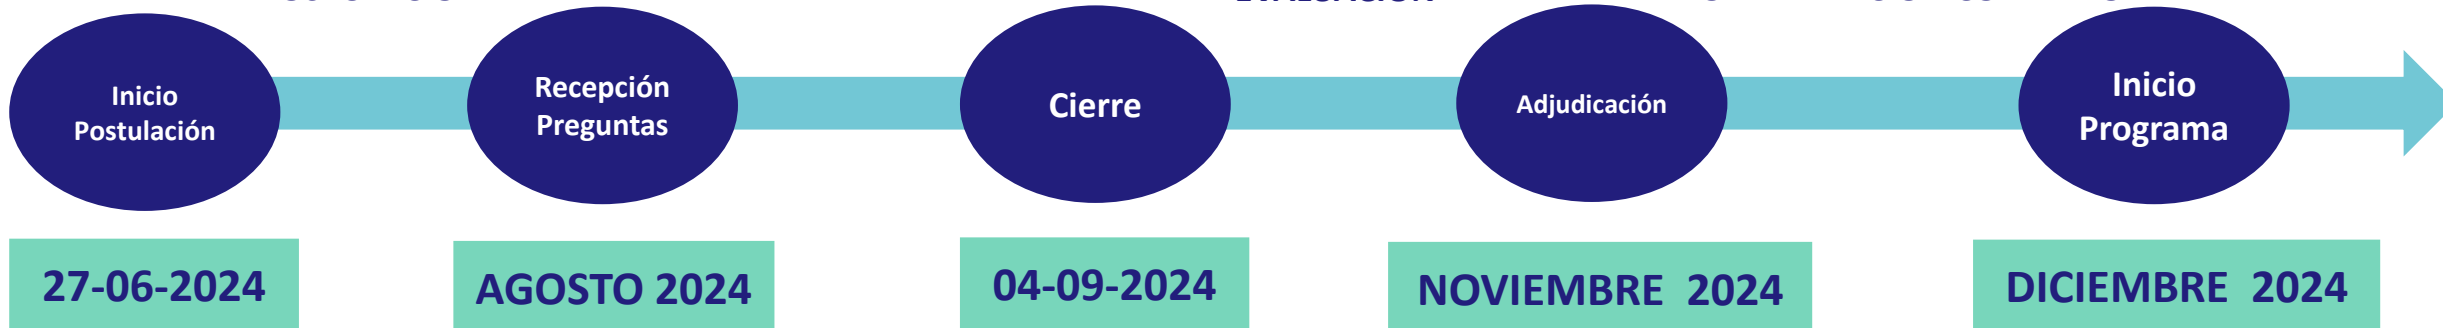 EVALUACIÓN
Inicio
Postulación
Recepción
Preguntas
Cierre
Adjudicación
Inicio
Programa
27-06-2024
AGOSTO 2024
04-09-2024
NOVIEMBRE 2024
DICIEMBRE 2024